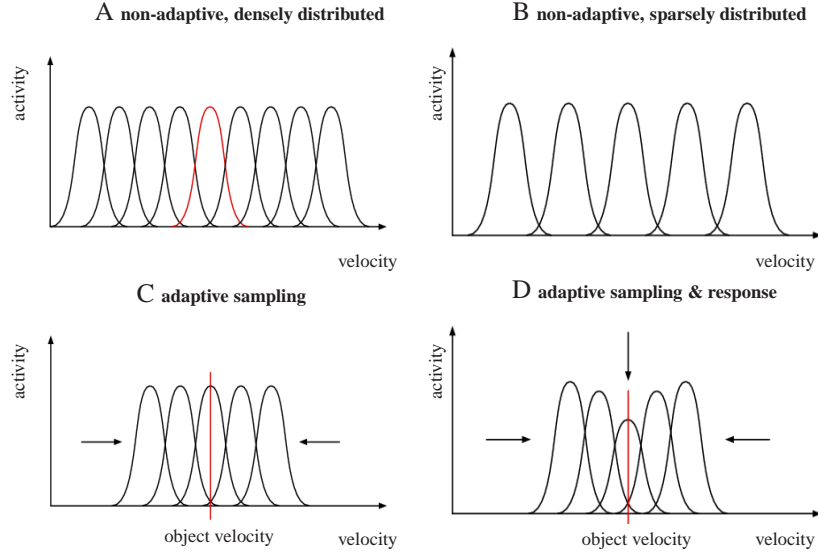 A non-adaptive, densely distributed
activity
velocity
B non-adaptive, sparsely distributed
activity
velocity
C adaptive sampling
activity
object velocity
velocity
D adaptive sampling & response
activity
object velocity
velocity